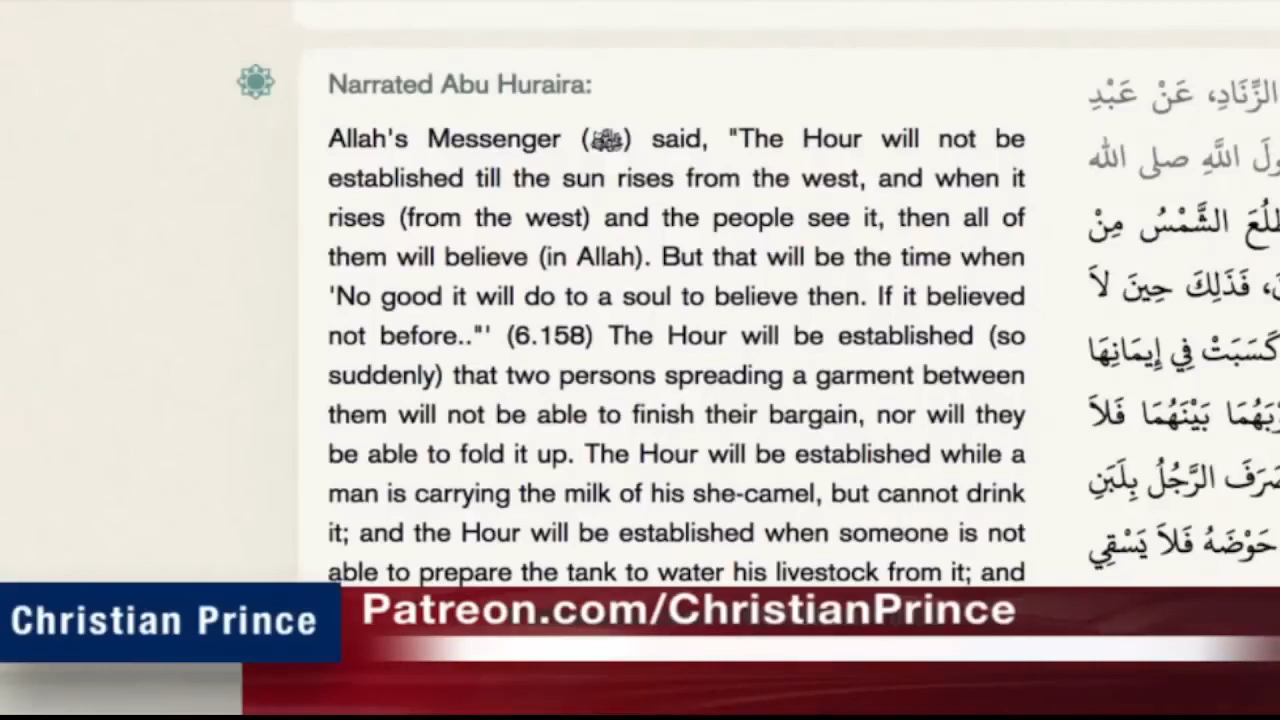 Narrated Abu Huraira:
Allah's Messenger (ﷺ) said, "The Hour will not be
established till the sun rises from the west, and when it
rises (from the west) and the people see it, then all of
them will believe (in Allah). But that will be the time when
'No good it will do to a soul to believe then. If it believed
not before.."' (6.158) The Hour will be established (so
suddenly) that two persons spreading a garment between
them will not be able to finish their bargain, nor will they
be able to fold it up. The Hour will be established while a
man is carrying the milk of his she-camel, but cannot drink
it; and the Hour will be established when someone is not
able to prepare the tank to water his livestock from it; and
الزِّنَادِ، عَنْ عَبْدِ
اللَّهِ صلى الله
الشَّمْسُ مِنْ
فَذَلِكَ حِينَ لاَ
كَسَبَتْ فِي إِيمَانِهَا
بَيْنَهُمَا فَلاَ
الرَّجُلُ بِلَبَنِ
حَوْضَهُ فَلاَ يَسْقِي
Christian Prince
Patreon.com/ChristianPrince